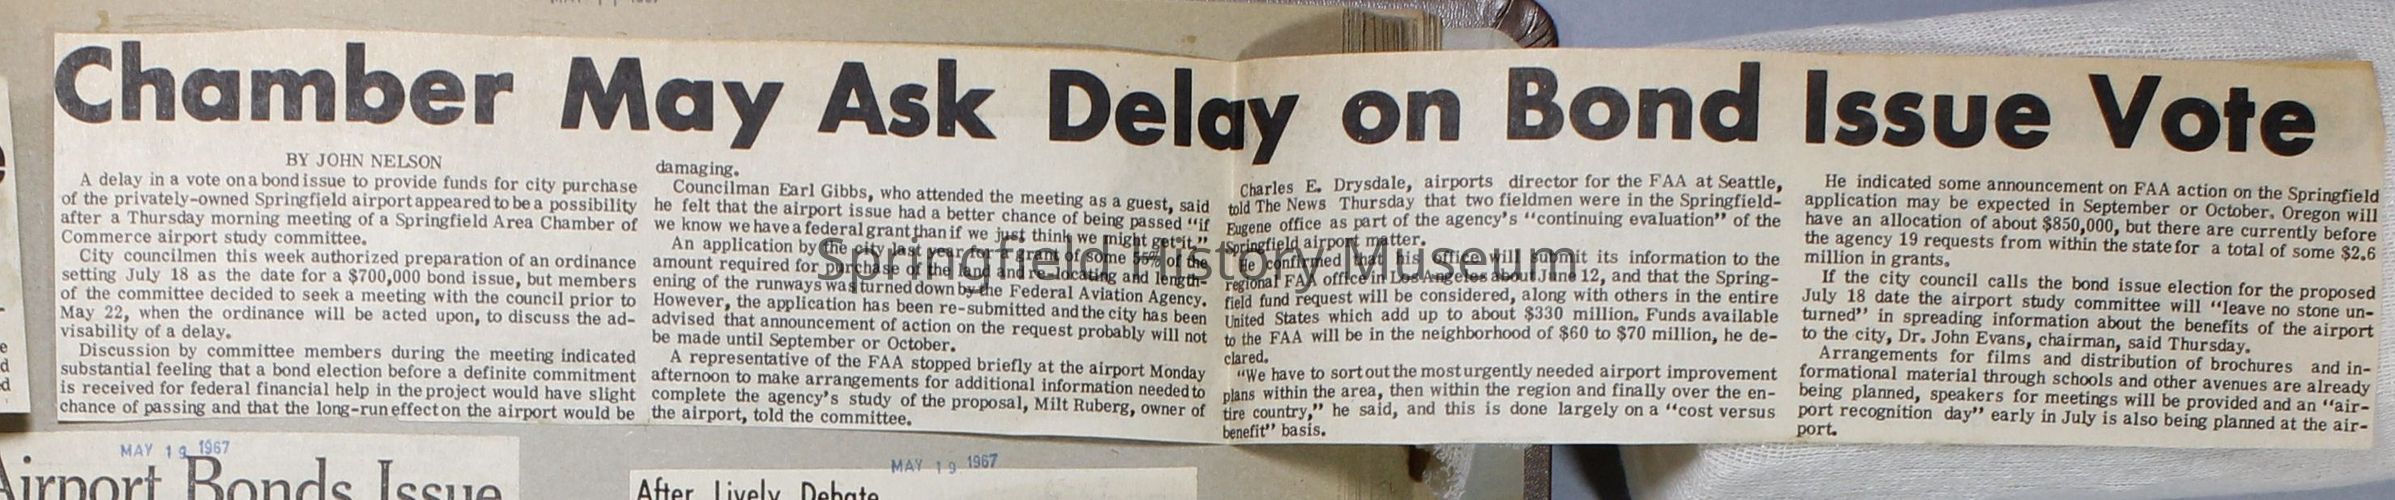 MAY 11 1967
Chamber May Ask Delay on Bond Issue Vote
BY JOHN NELSON
A delay in a vote on a bond issue to provide funds for city purchase
of the privately-owned Springfield airport appeared to be a possibility
after a Thursday morning meeting of a Springfield Area Chamber of
Commerce airport study committee.
City councilmen this week authorized preparation of an ordinance
setting July 18 as the date for a $700,000 bond issue, but members
of the committee decided to seek a meeting with the council prior to
May 22, when the ordinance will be acted upon, to discuss the ad-
visability of a delay.
Discussion by committee members during the meeting indicated
substantial feeling that a bond election before a definite commitment
is received for federal financial help in the project would have slight
chance of passing and that the long-run effect on the airport would be
damaging.
Councilman Earl Gibbs, who attended the meeting as a guest, said
he felt that the airport issue had a better chance of being passed "if
we know we have a federal grant than if we just think we might get it."
An application by the city last year for a grant of some 55% of the
amount required for purchase of the land and relocating and length-
ening of the runways was turned down by the Federal Aviation Agency.
However, the application has been re-submitted and the city has been
advised that announcement of action on the request probably will not
be made until September or October.
A representative of the FAA stopped briefly at the airport Monday
afternoon to make arrangements for additional information needed to
complete the agency's study of the proposal, Milt Ruberg, owner of
the airport, told the committee.
Charles E. Drysdale, airports director for the FAA at Seattle,
told The News Thursday that two fieldmen were in the Springfield-
Eugene office as part of the agency's "continuing evaluation" of the
Springfield airport matter.
He confirmed that his office will submit its information to the
regional FAA office in Los Angeles about June 12, and that the Spring-
field fund request will be considered, along with others in the entire
United States which add up to about $330 million. Funds available
to the FAA will be in the neighborhood of $60 to $70 million, he de-
clared.
"We have to sort out the most urgently needed airport improvement
plans within the area, then within the region and finally over the en-
tire country," he said, and this is done largely on a "cost versus
benefit" basis.
He indicated some announcement on FAA action on the Springfield
application may be expected in September or October. Oregon will
have an allocation of about $850,000, but there are currently before
the agency 19 requests from within the state for a total of some $2.6
million in grants.
If the city council calls the bond issue election for the proposed
July 18 date the airport study committee will "leave no stone un-
turned" in spreading information about the benefits of the airport
to the city, Dr. John Evans, chairman, said Thursday.
Arrangements for films and distribution of brochures and in-
formational material through schools and other avenues are already
being planned, speakers for meetings will be provided and an "air-
port recognition day" early in July is also being planned at the air-
port.
Springfield History Museum
MAY 19 1967
Airport Bonds Issue
MAY 19 1967
After Lively Debate